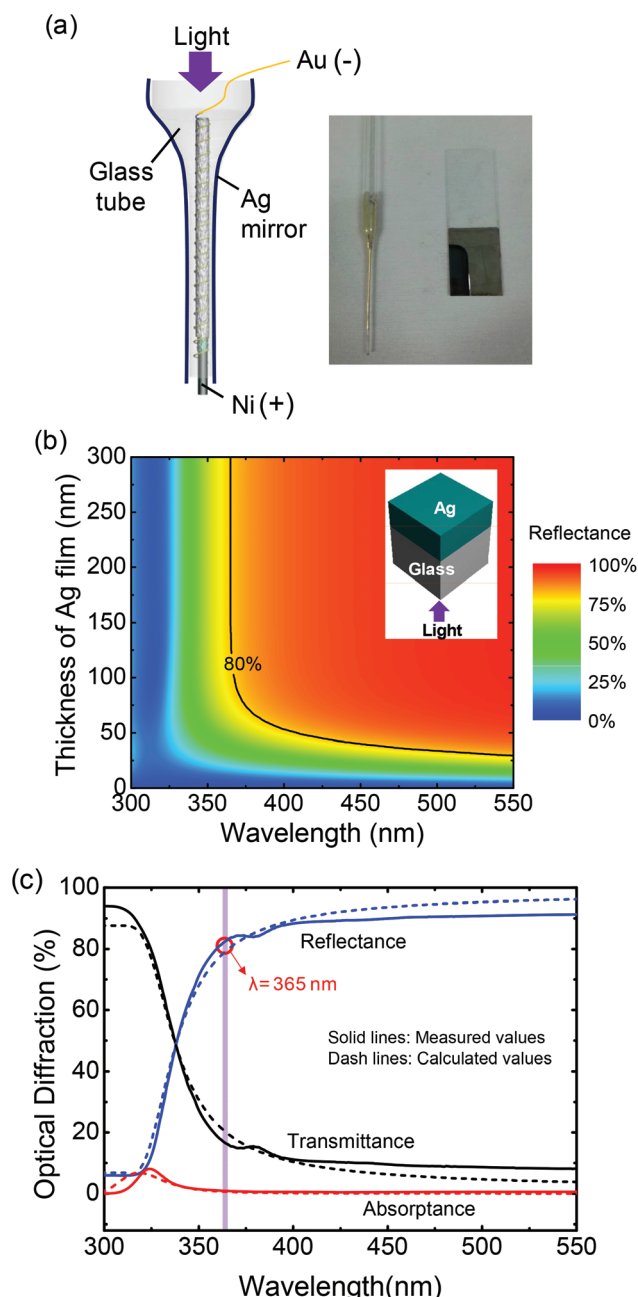 (a)
Light
Au (-)
Glass
tube
Ag
mirror
Ni (+)
(b)
Thickness of Ag film (nm)
300
250
200
150
100
50
0
80%
Ag
Glass
Light
Reflectance
100%
75%
50%
25%
0%
300 350 400 450 500 550
Wavelength (nm)
(c)
Optical Diffraction (%)
100
80
60
40
20
0
Reflectance
λ= 365 nm
Solid lines: Measured values
Dash lines: Calculated values
Transmittance
Absorptance
300 350 400 450 500 550
Wavelength(nm)